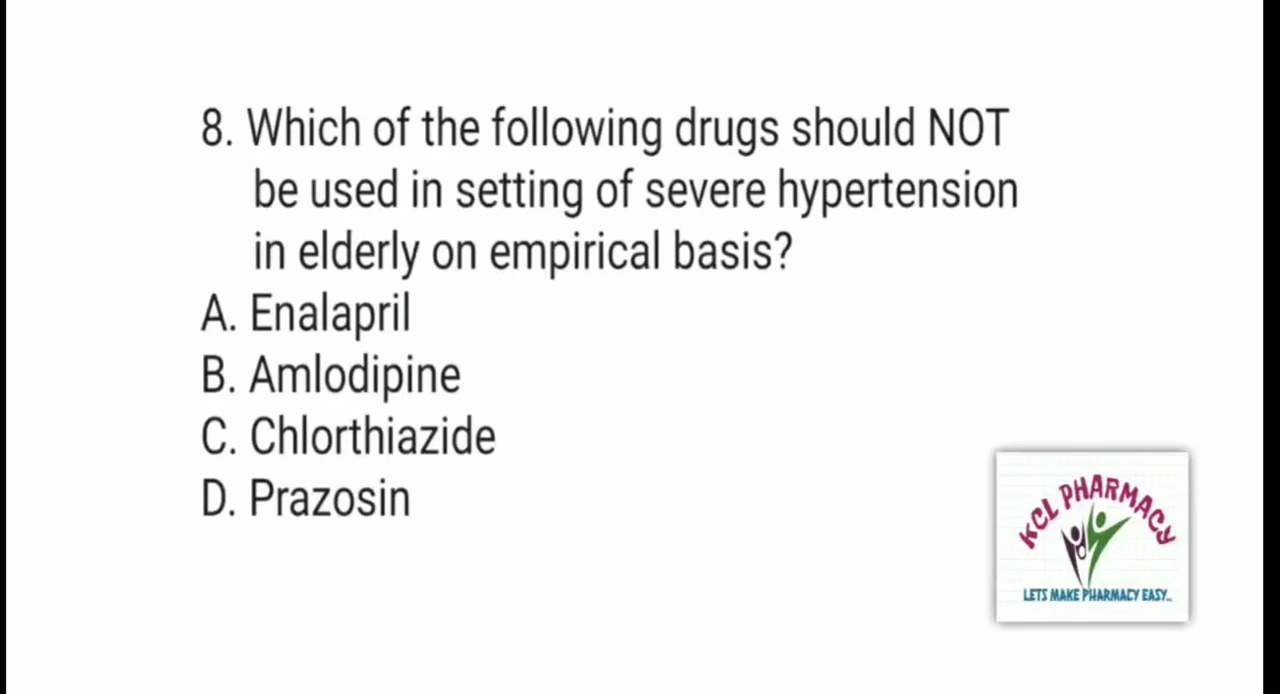 8. Which of the following drugs should NOT
be used in setting of severe hypertension
in elderly on empirical basis?
A. Enalapril
B. Amlodipine
C. Chlorthiazide
D. Prazosin
KCL PHARMACY
LETS MAKE PHARMACY EASY..